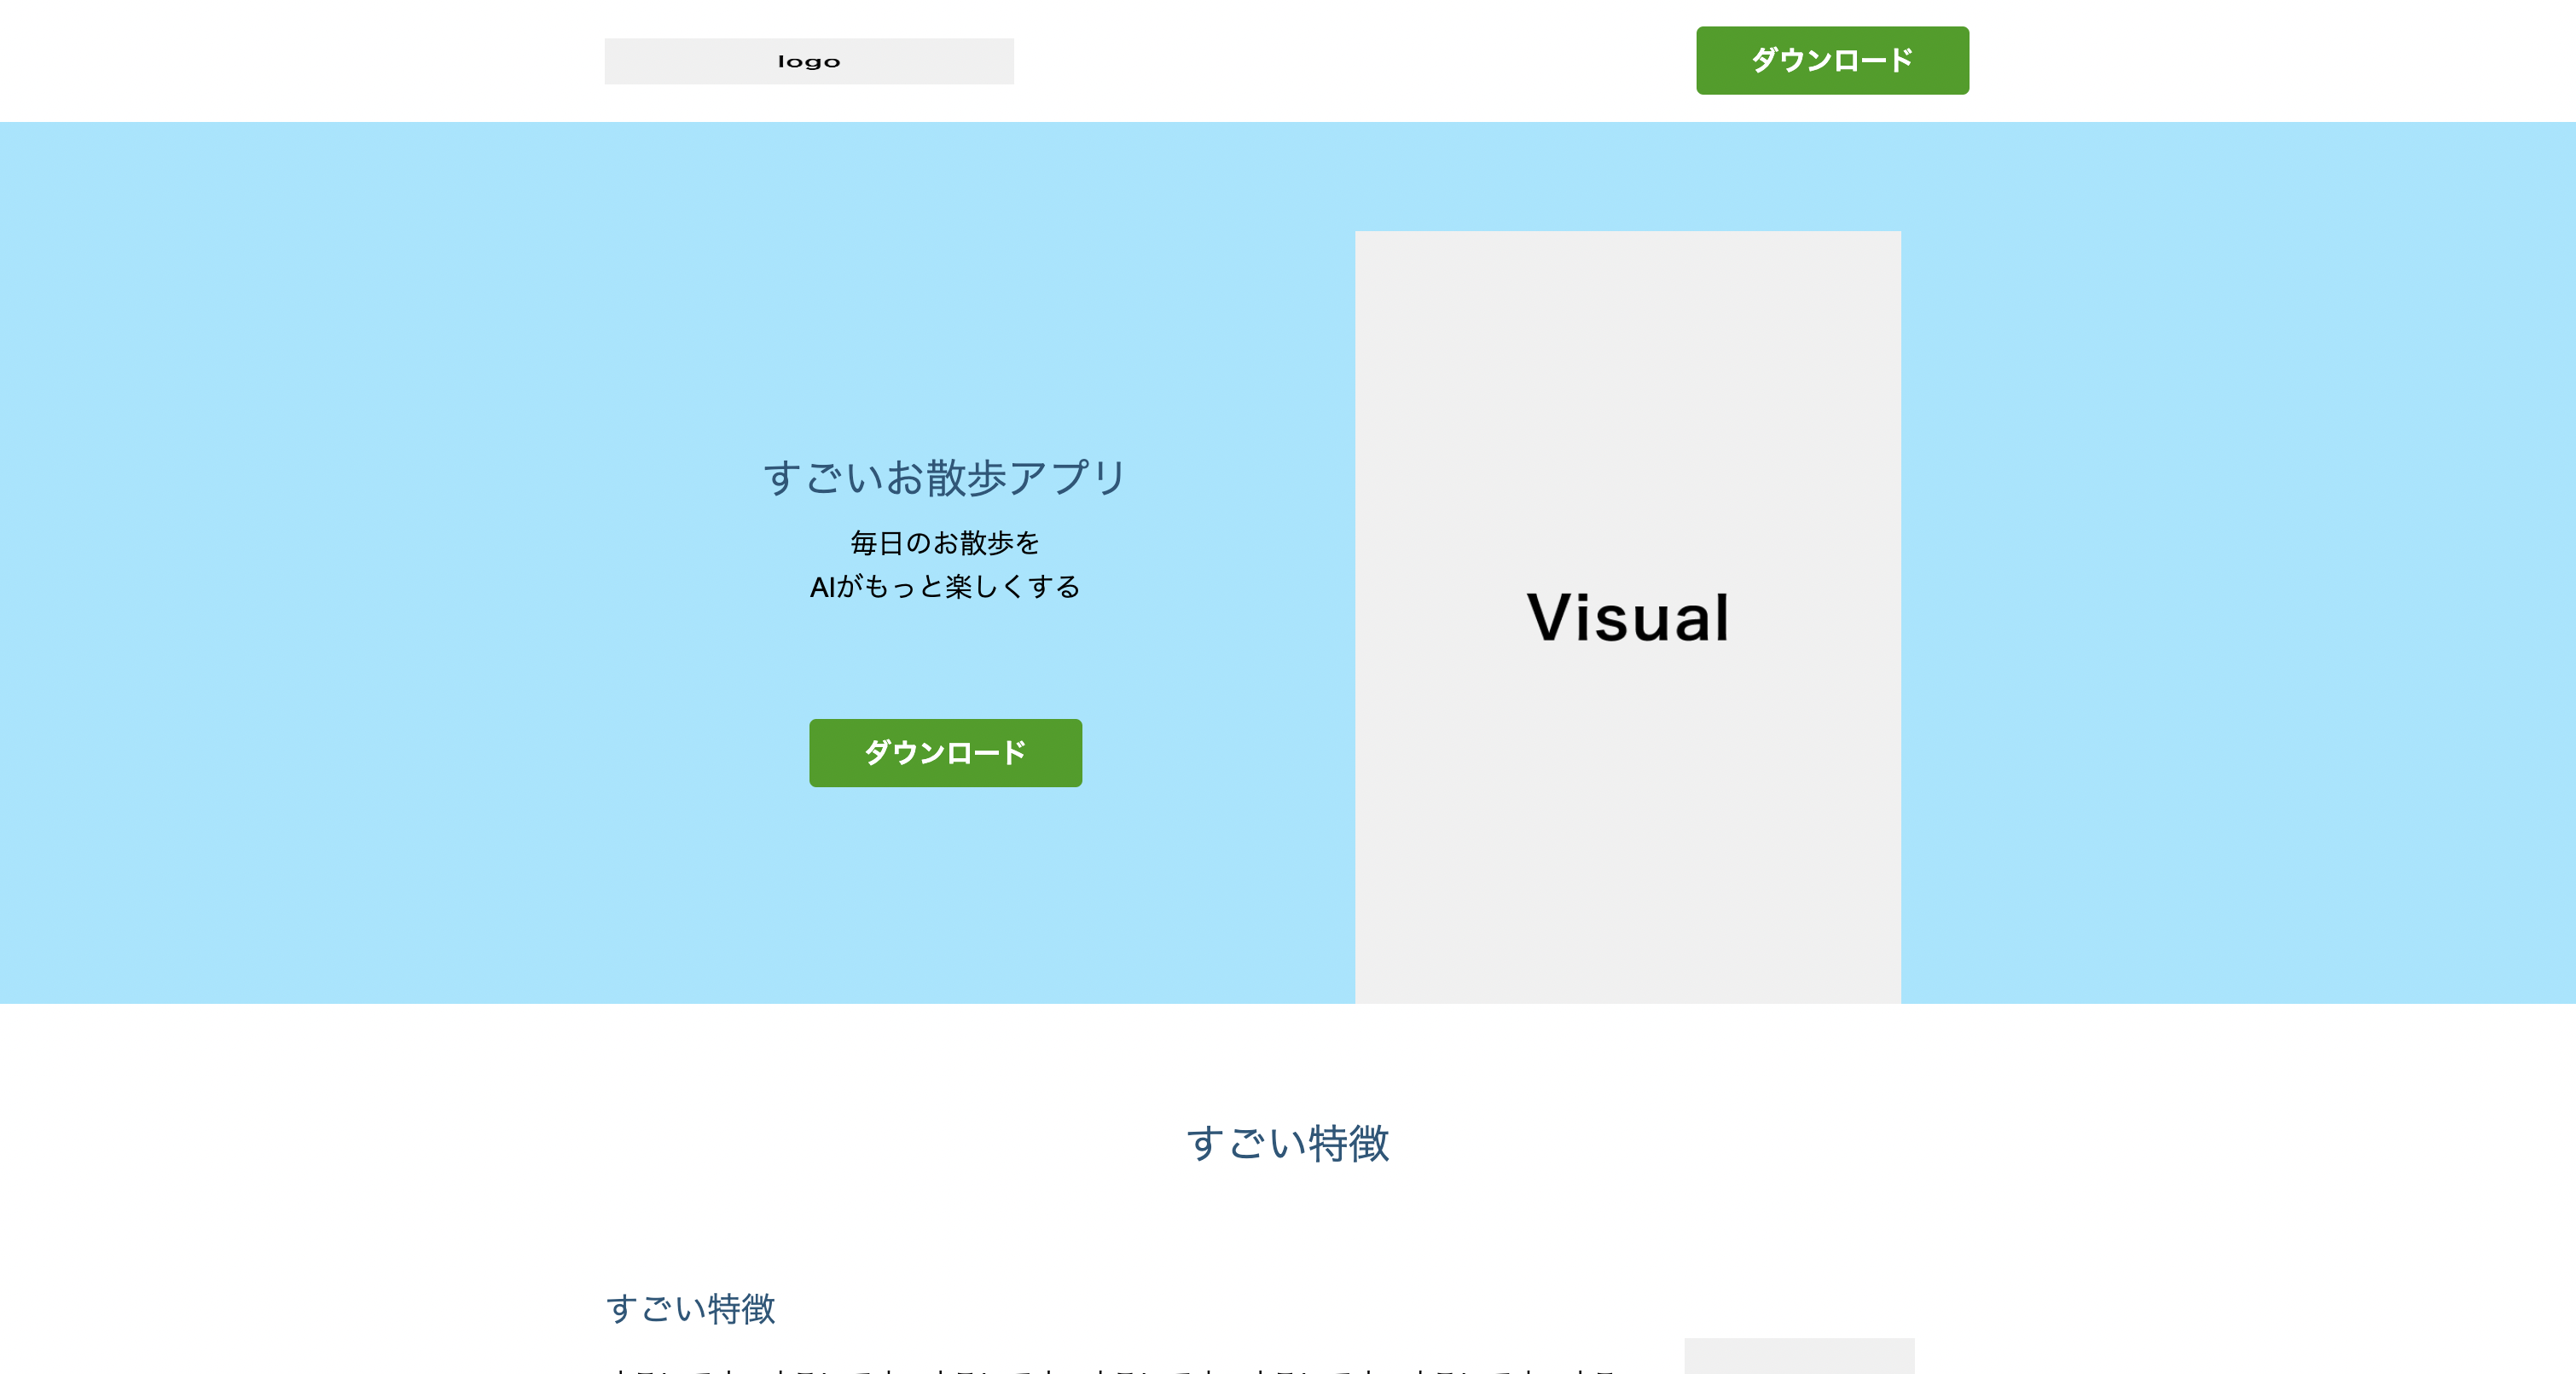 logo
ダウンロード
すごいお散歩アプリ
毎日のお散歩を
AIがもっと楽しくする
ダウンロード
Visual
すごい特徴
すごい特徴